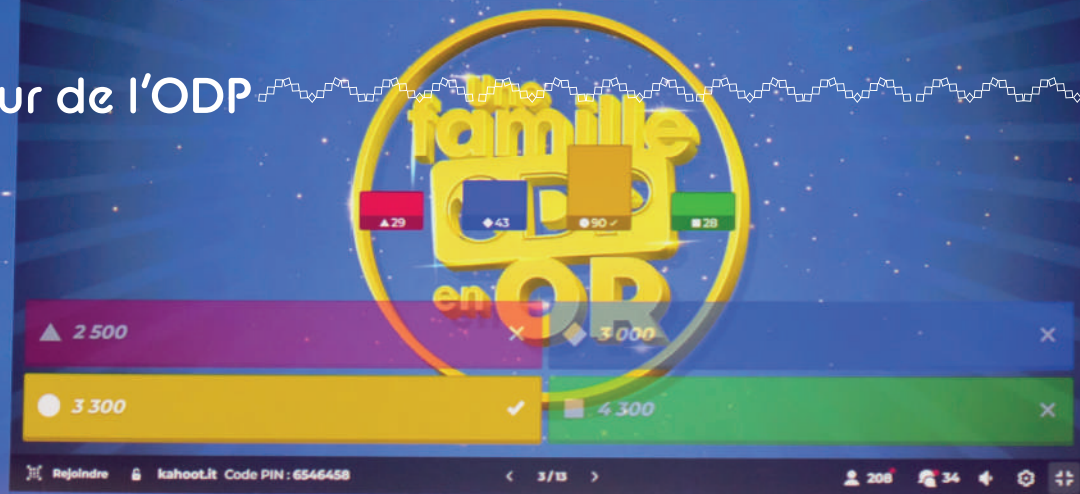 ur de l'ODP
Une
famille
ODP
en OR
29
43
90
28
2 500
3 000
3 300
4 300
Rejoindre kahoot.it Code PIN : 6546458 3/13 208 34